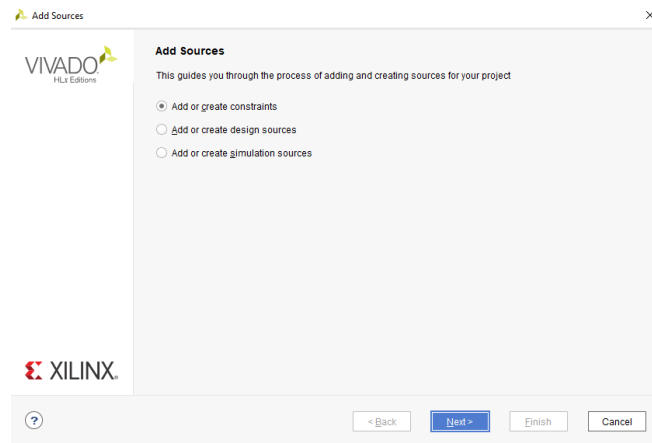 Add Sources
VIVADO
HLx Editions
Add Sources
This guides you through the process of adding and creating sources for your project
Add or create constraints
Add or create design sources
Add or create simulation sources
XILINX.
?
< Back
Next >
Finish
Cancel